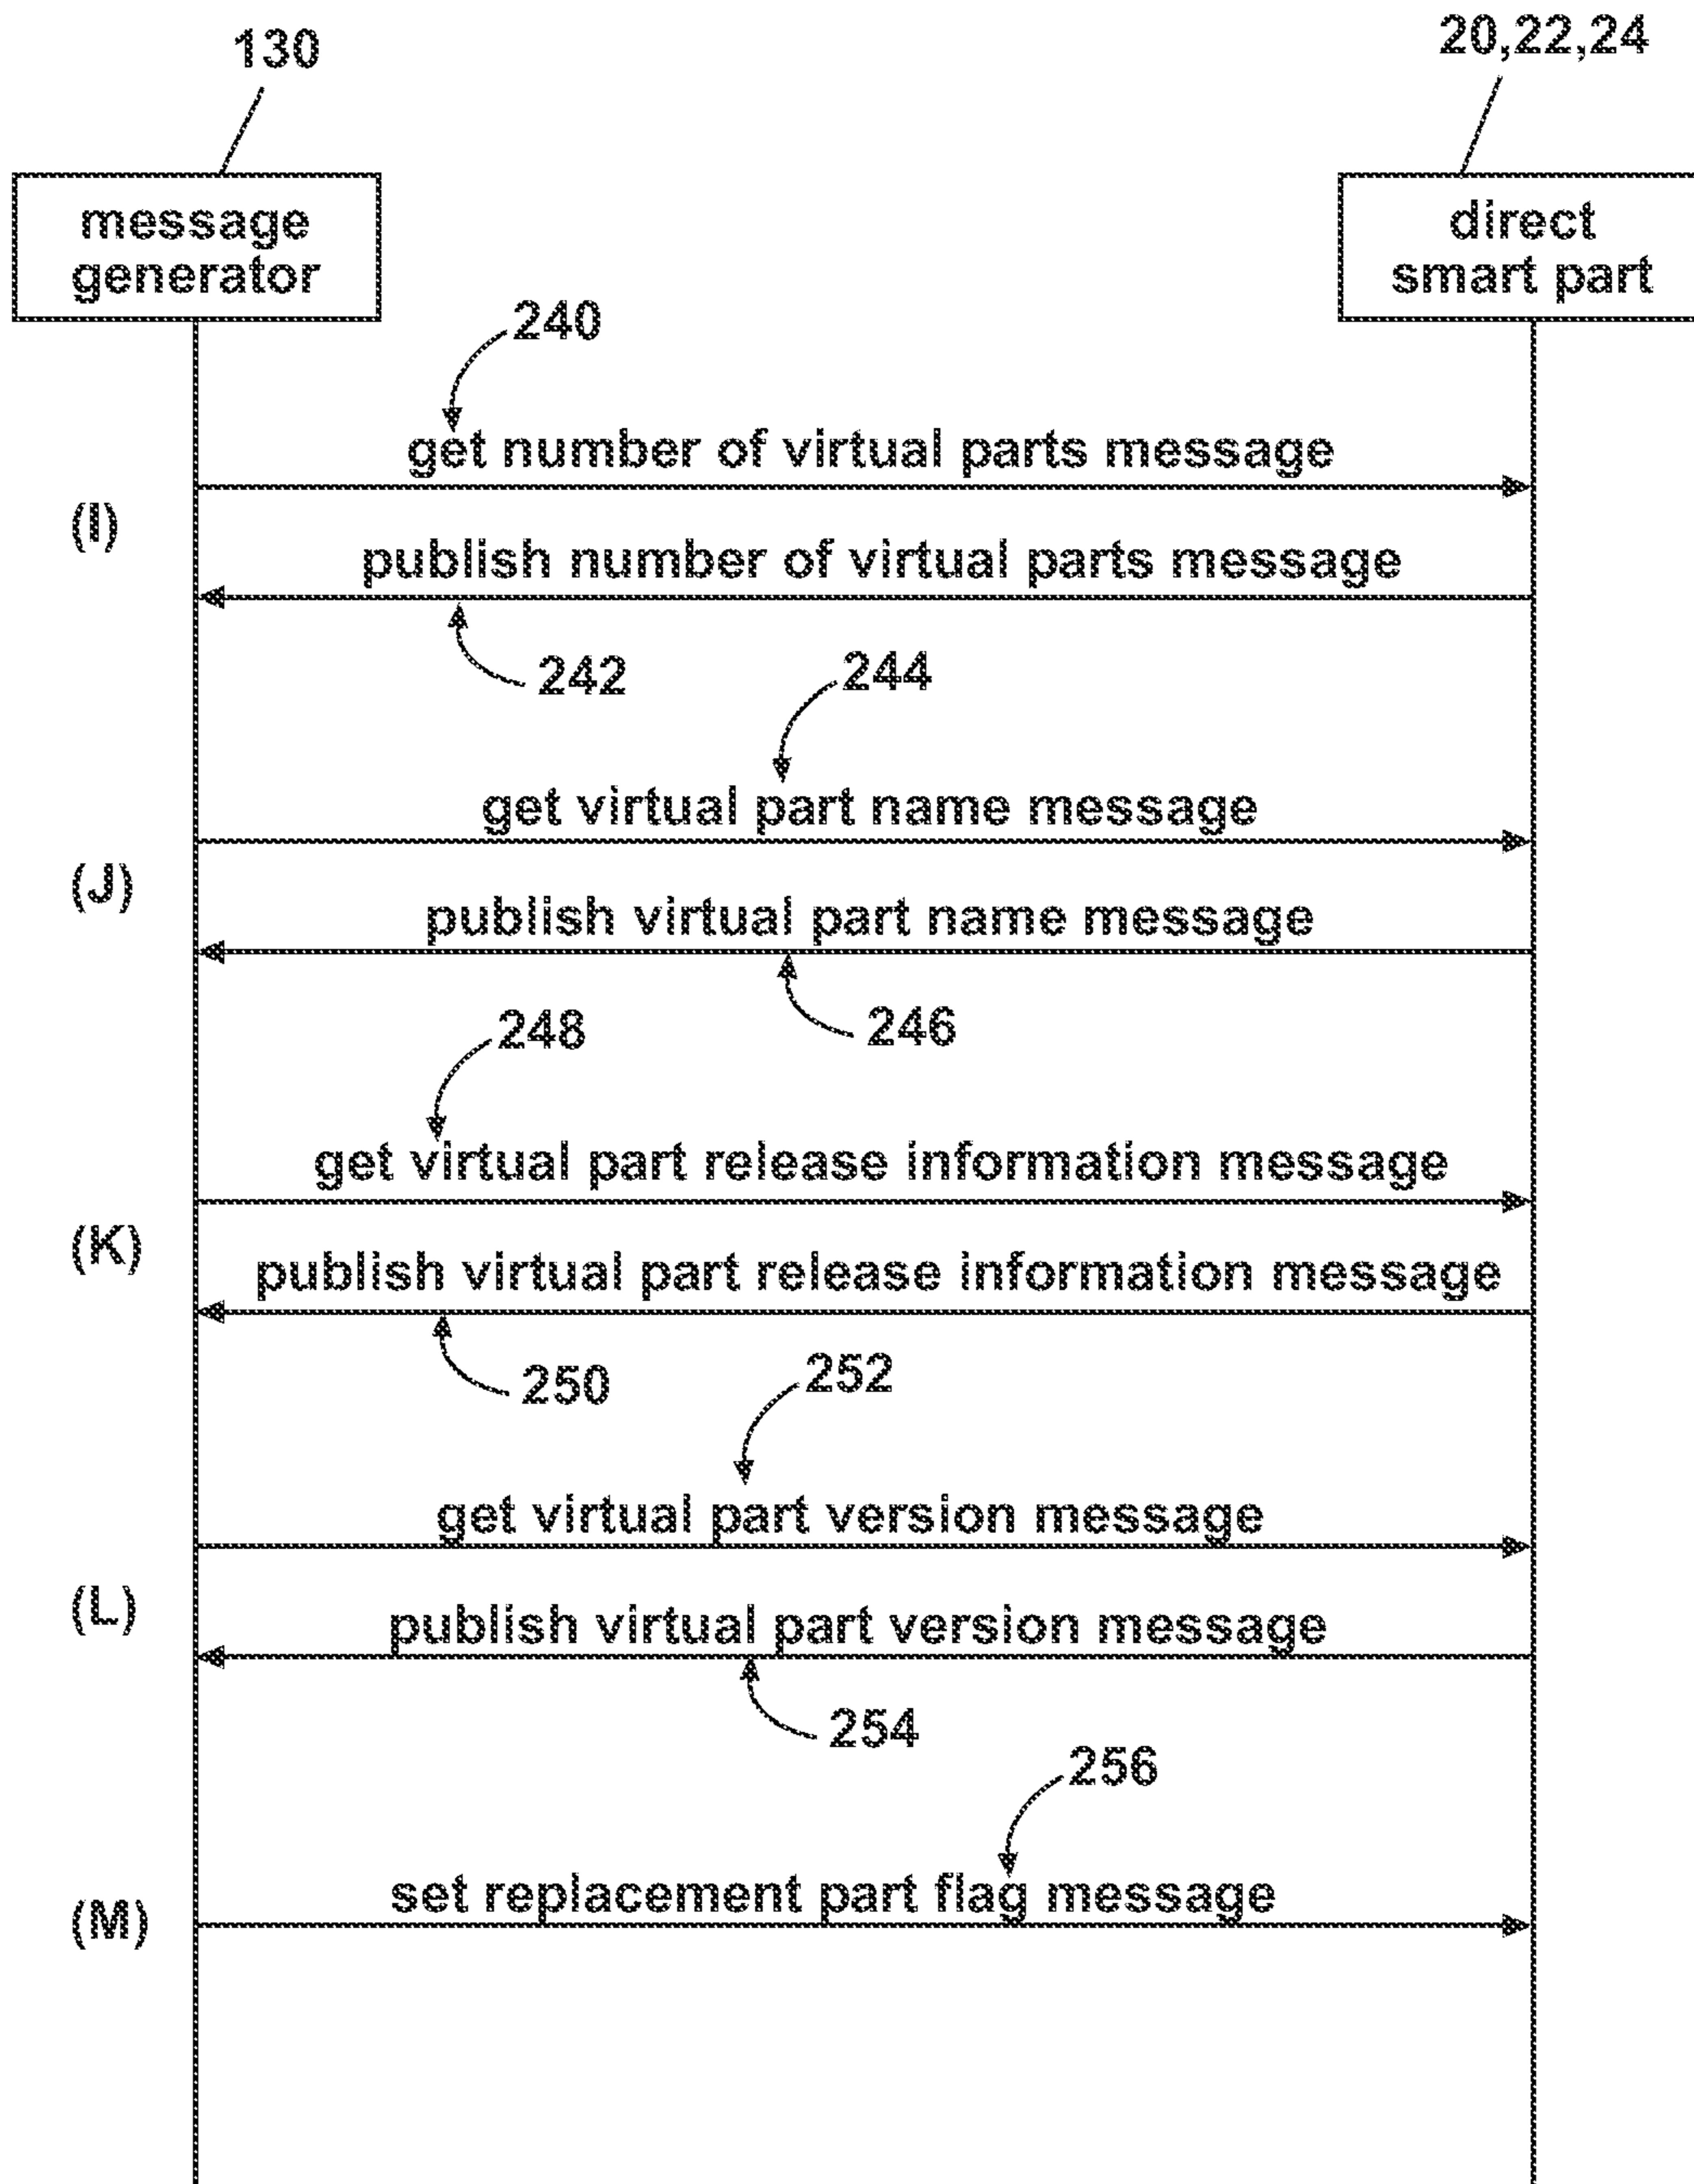 130
20,22,24
message
generator
direct
smart part
240
get number of virtual parts message
(I)
publish number of virtual parts message
242
244
get virtual part name message
(J)
publish virtual part name message
246
248
get virtual part release information message
(K)
publish virtual part release information message
250
252
get virtual part version message
(L)
publish virtual part version message
254
256
set replacement part flag message
(M)